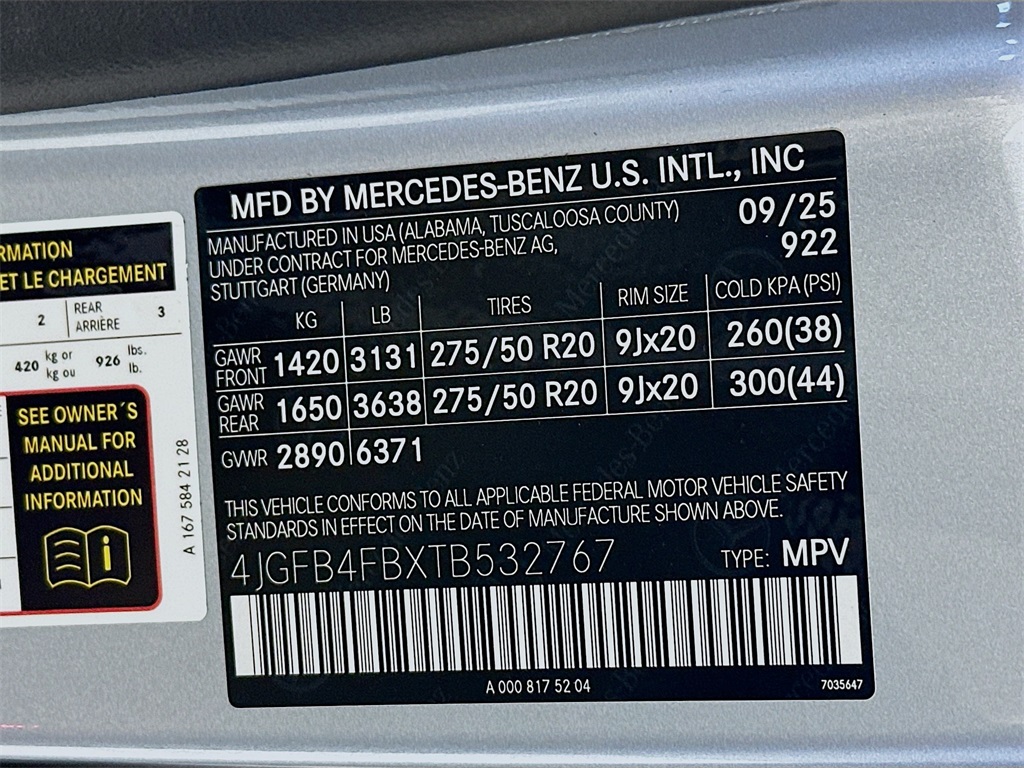 RMATION
ET LE CHARGEMENT
2 REAR 3
ARRIÈRE
420 kg or 926 lbs.
kg ou lb.
SEE OWNER´S
MANUAL FOR
ADDITIONAL
INFORMATION
A 167 584 21 28
MFD BY MERCEDES-BENZ U.S. INTL., INC
MANUFACTURED IN USA (ALABAMA, TUSCALOOSA COUNTY) 09/25
UNDER CONTRACT FOR MERCEDES-BENZ AG, 922
STUTTGART (GERMANY)
KG LB TIRES RIM SIZE COLD KPA (PSI)
GAWR FRONT 1420 3131 275/50 R20 9Jx20 260(38)
GAWR REAR 1650 3638 275/50 R20 9Jx20 300(44)
GVWR 2890 6371
THIS VEHICLE CONFORMS TO ALL APPLICABLE FEDERAL MOTOR VEHICLE SAFETY
STANDARDS IN EFFECT ON THE DATE OF MANUFACTURE SHOWN ABOVE.
4JGFB4FBXTB532767 TYPE: MPV
A 000 817 52 04 7035647